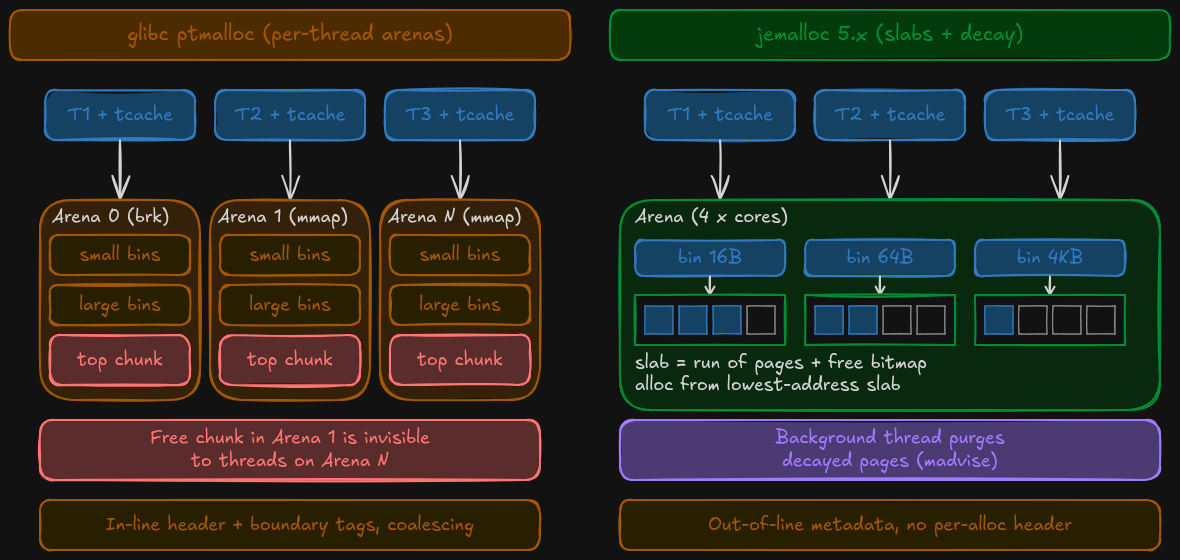 glibc ptmalloc (per-thread arenas)
T1 + tcache
T2 + tcache
T3 + tcache
Arena 0 (brk)
small bins
large bins
top chunk
Arena 1 (mmap)
small bins
large bins
top chunk
Arena N (mmap)
small bins
large bins
top chunk
Free chunk in Arena 1 is invisible
to threads on Arena N
In-line header + boundary tags, coalescing
jemalloc 5.x (slabs + decay)
T1 + tcache
T2 + tcache
T3 + tcache
Arena (4 x cores)
bin 16B
bin 64B
bin 4KB
slab = run of pages + free bitmap
alloc from lowest-address slab
Background thread purges
decayed pages (madvise)
Out-of-line metadata, no per-alloc header